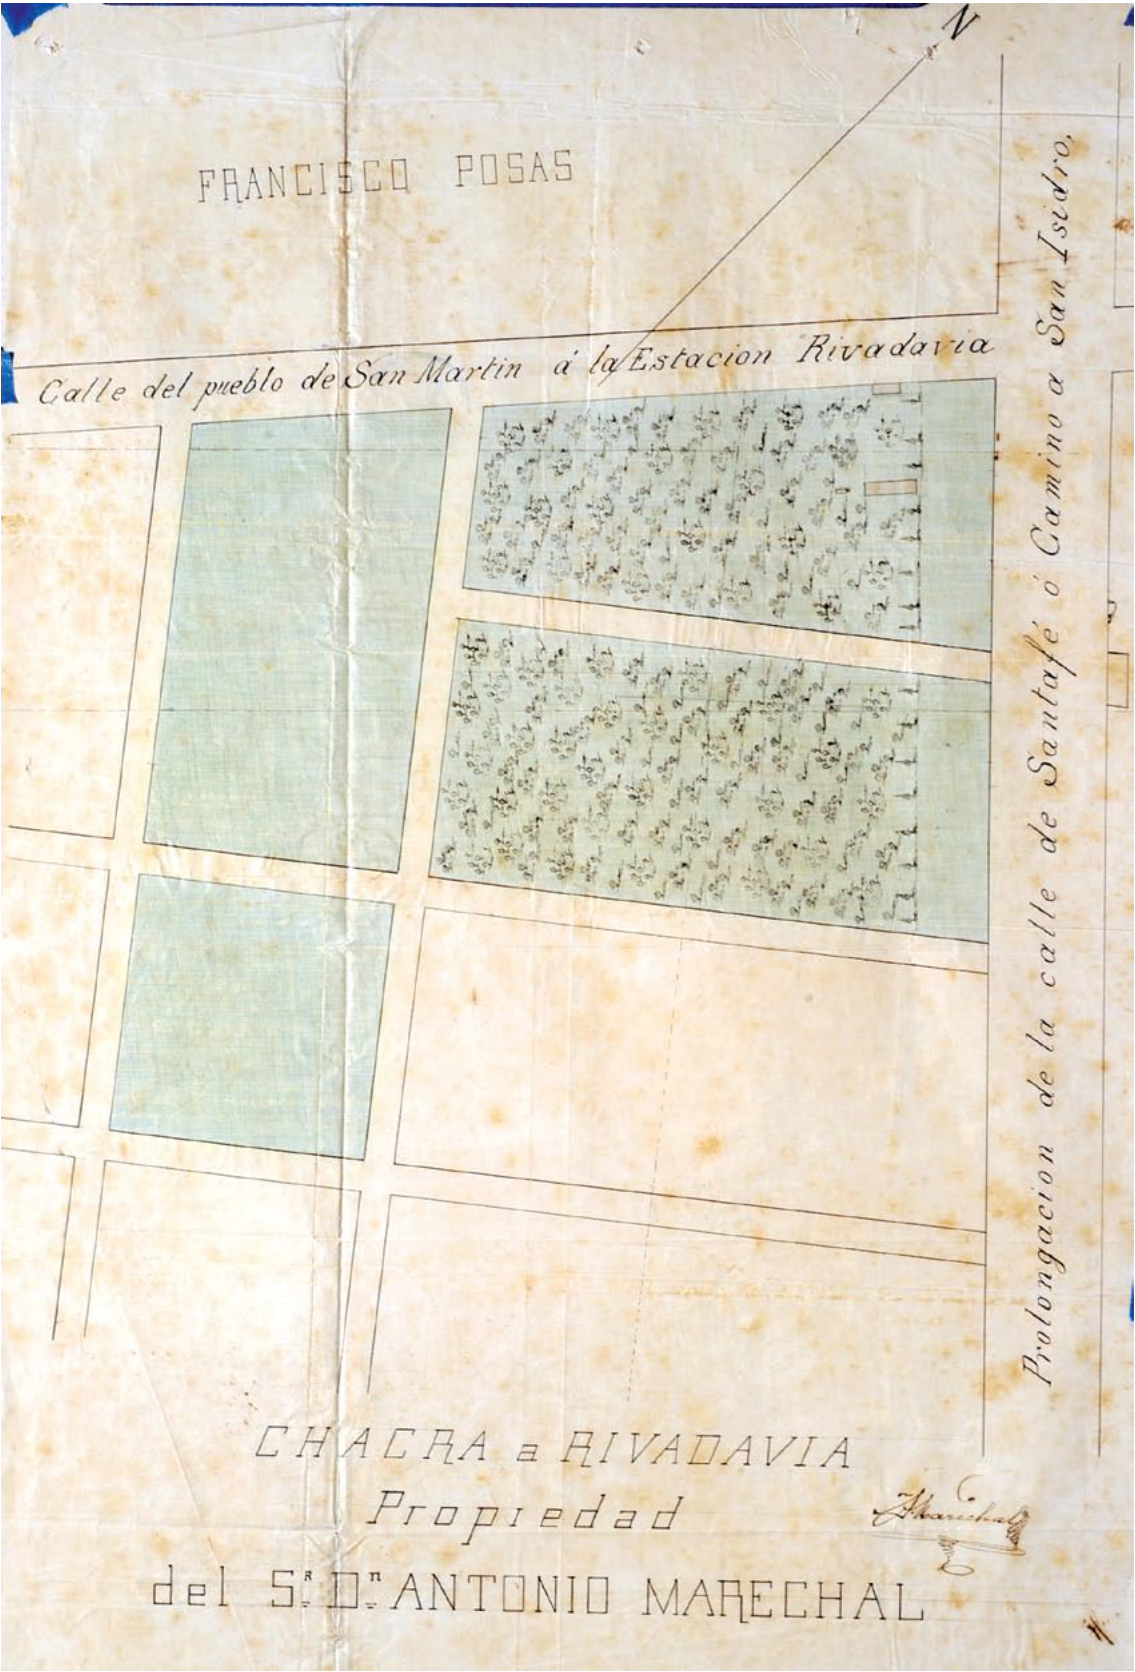 N
FRANCISCO POSAS
Calle del pueblo de San Martin á la Estacion Rivadavia
Prolongacion de la calle de Santafé ó Camino a San Isidro.
CHACRA a RIVADAVIA
Propiedad
del Sʳ Dⁿ ANTONIO MARECHAL
AMarechal